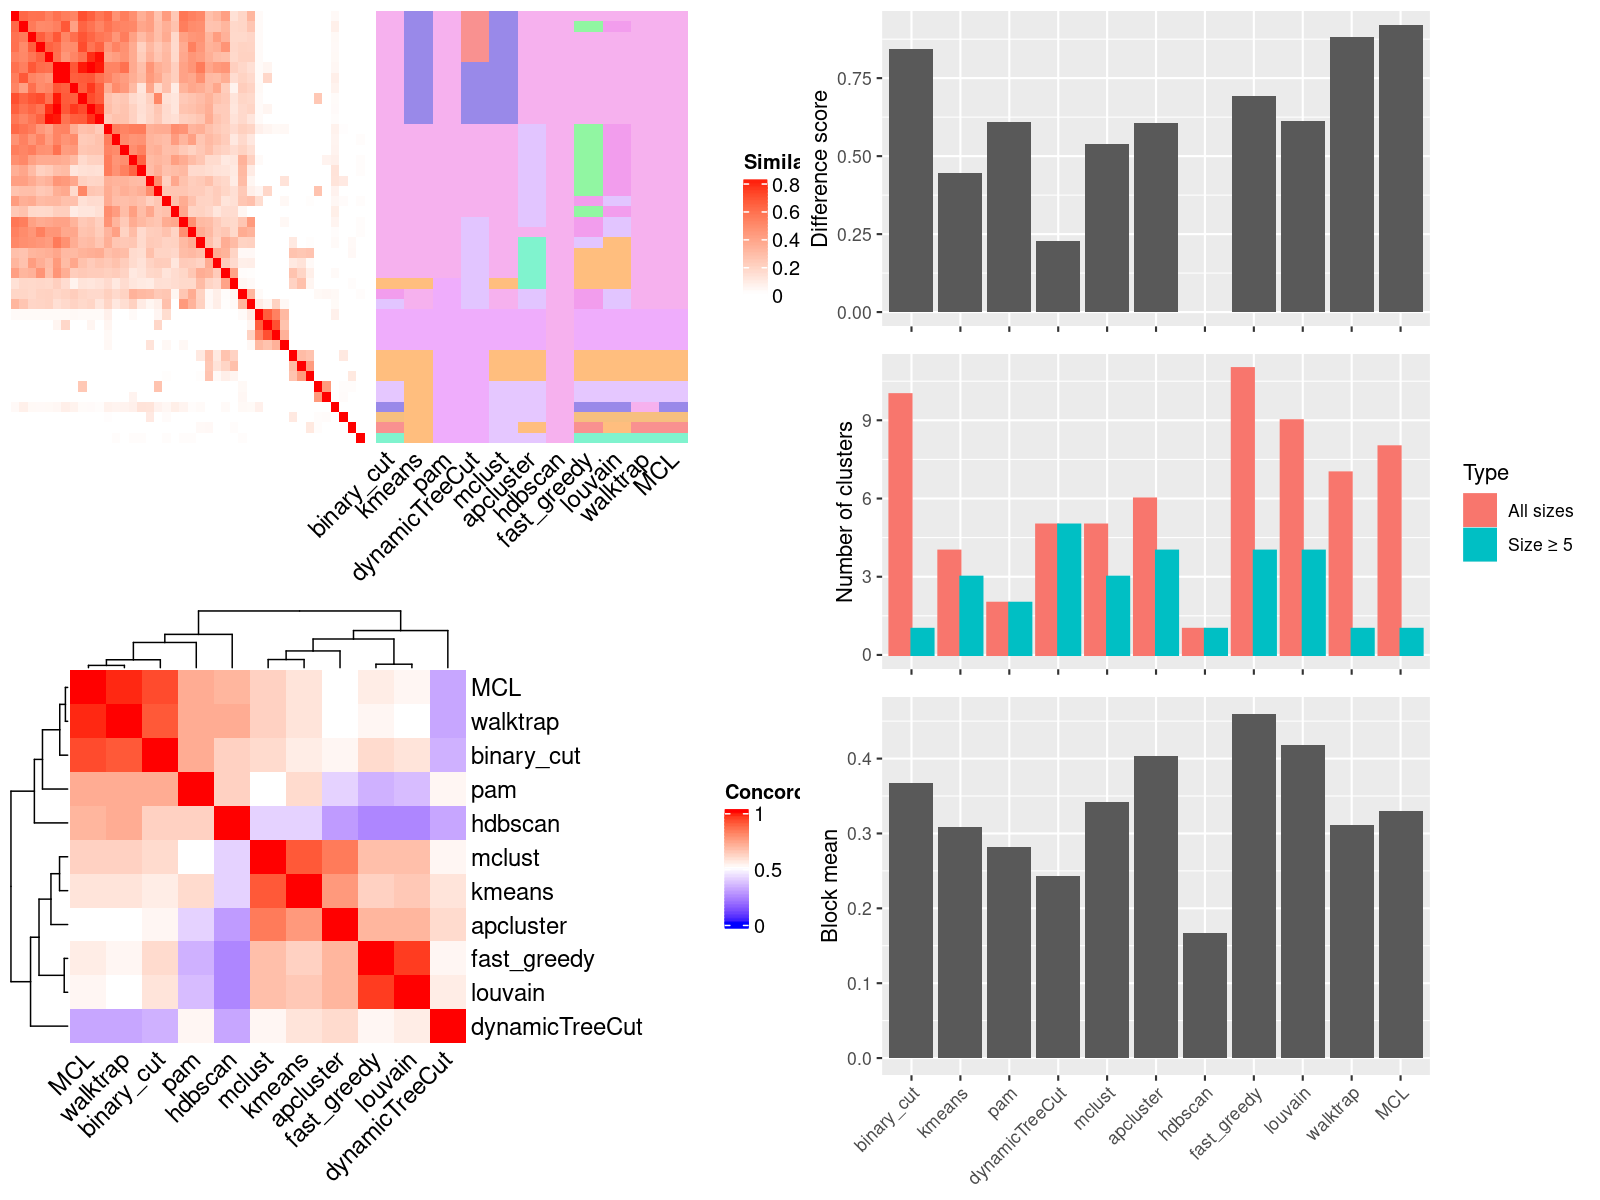 Simila
0.8
0.6
0.4
0.2
0
binary_cut
kmeans
pam
dynamicTreeCut
mclust
apcluster
hdbscan
fast_greedy
louvain
walktrap
MCL
MCL
walktrap
binary_cut
pam
hdbscan
mclust
kmeans
apcluster
fast_greedy
louvain
dynamicTreeCut
MCL
walktrap
binary_cut
pam
hdbscan
mclust
kmeans
apcluster
fast_greedy
louvain
dynamicTreeCut
Concord
1
0.5
0
Difference score
0.75
0.50
0.25
0.00
Number of clusters
9
6
3
0
Type
All sizes
Size ≥ 5
Block mean
0.4
0.3
0.2
0.1
0.0
binary_cut
kmeans
pam
dynamicTreeCut
mclust
apcluster
hdbscan
fast_greedy
louvain
walktrap
MCL